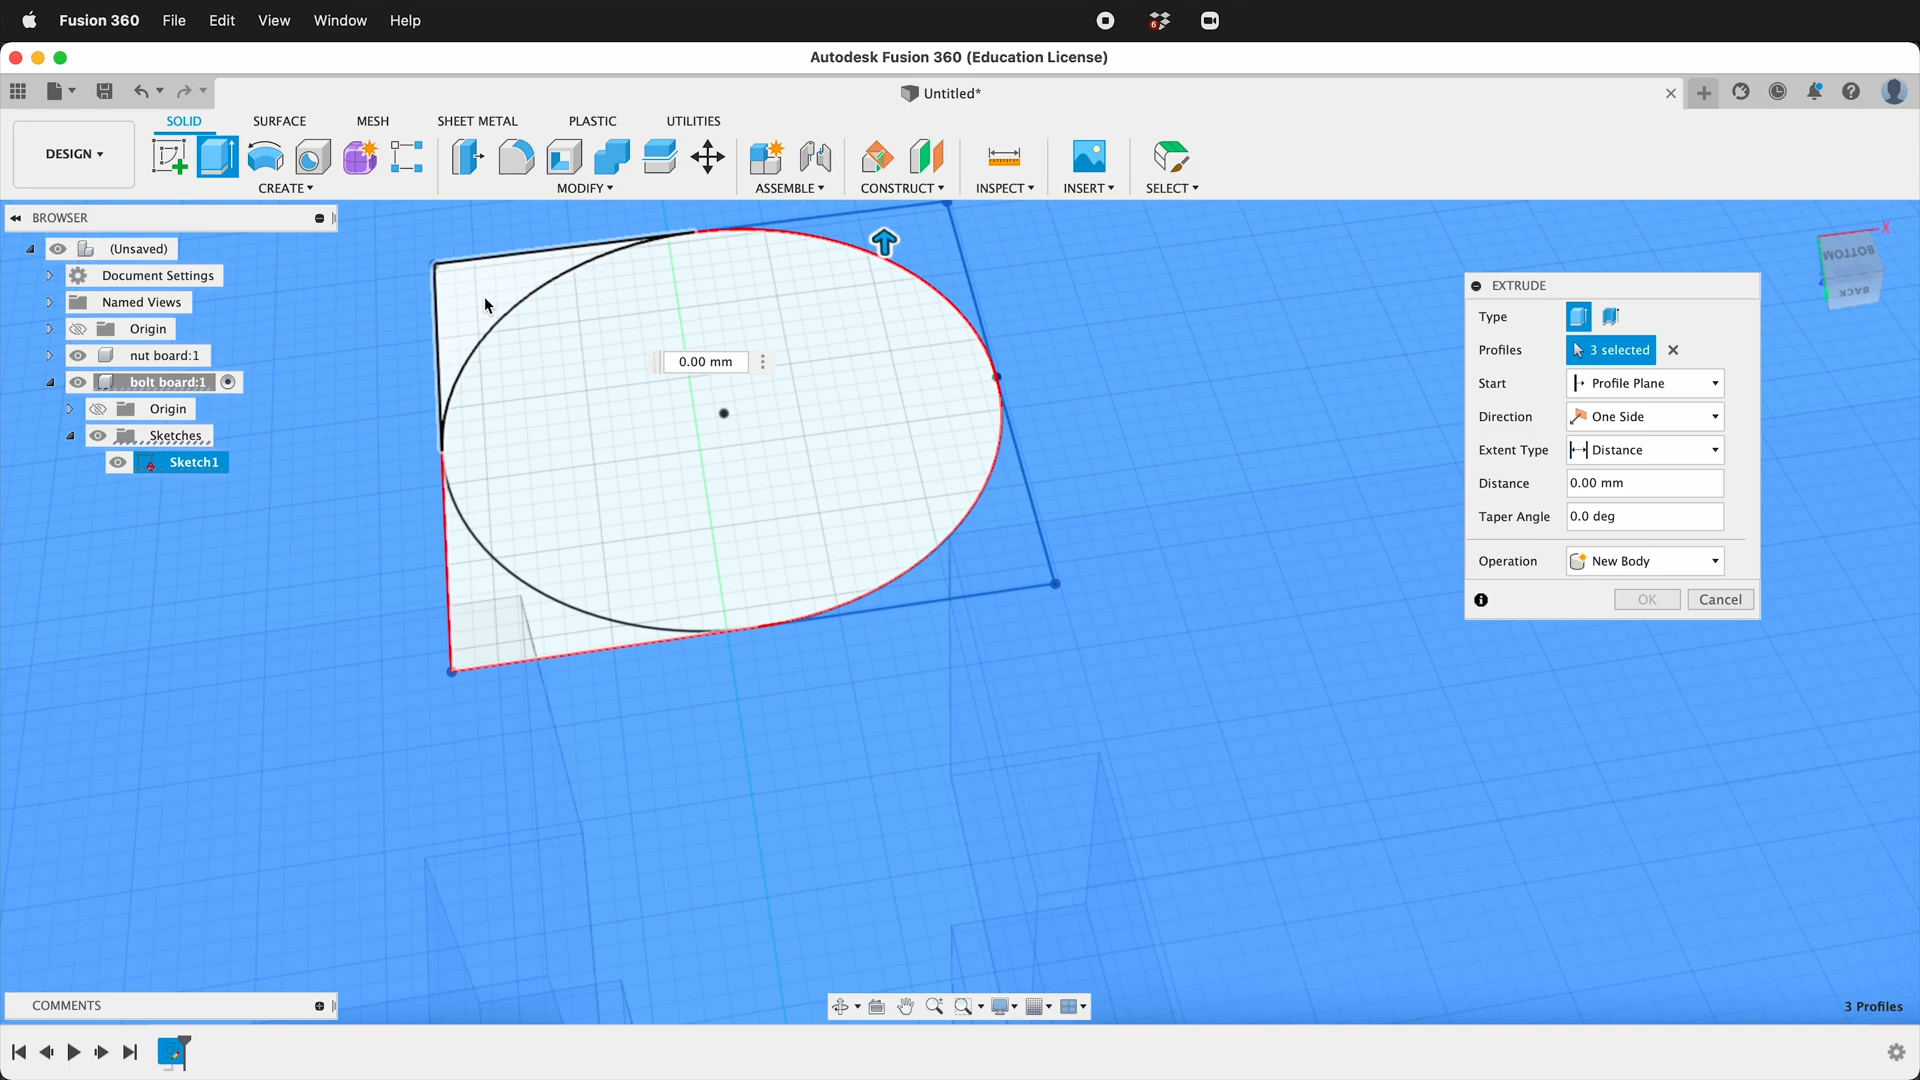 Fusion 360 File Edit View Window Help
6
Autodesk Fusion 360 (Education License)
Untitled*
DESIGN
SOLID SURFACE MESH SHEET METAL PLASTIC UTILITIES
CREATE MODIFY ASSEMBLE CONSTRUCT INSPECT INSERT SELECT
BROWSER
(Unsaved)
Document Settings
Named Views
Origin
nut board:1
bolt board:1
Origin
Sketches
Sketch1
0.00 mm
X
BOTTOM
BACK
EXTRUDE
Type
Profiles 3 selected
Start Profile Plane
Direction One Side
Extent Type Distance
Distance 0.00 mm
Taper Angle 0.0 deg
Operation New Body
OK Cancel
COMMENTS
3 Profiles